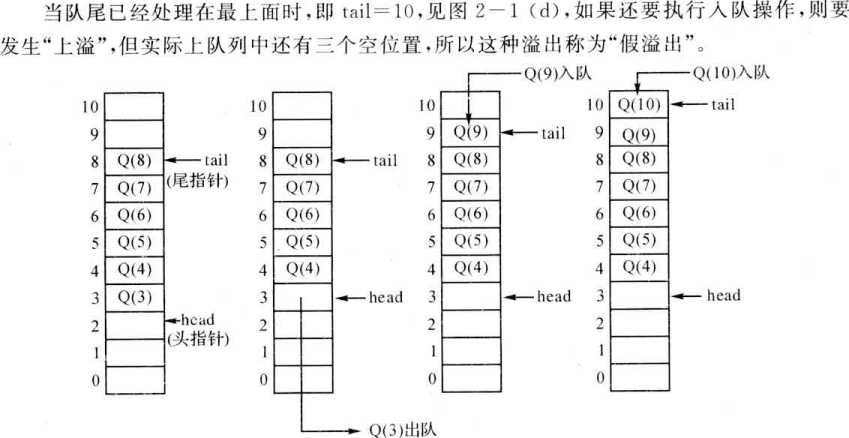 当队尾已经处理在最上面时,即 tail=10,见图 2-1 (d),如果还要执行入队操作,则要
发生“上溢”,但实际上队列中还有三个空位置,所以这种溢出称为“假溢出”。
Q(9)入队 Q(10)入队
10 10 10 10 Q(10) tail
9 9 9 Q(9) tail 9 Q(9)
8 Q(8) tail 8 Q(8) tail 8 Q(8) 8 Q(8)
(尾指针)
7 Q(7) 7 Q(7) 7 Q(7) 7 Q(7)
6 Q(6) 6 Q(6) 6 Q(6) 6 Q(6)
5 Q(5) 5 Q(5) 5 Q(5) 5 Q(5)
4 Q(4) 4 Q(4) 4 Q(4) 4 Q(4)
3 Q(3) 3 head 3 head 3 head
head
2 2 2 2
(头指针)
1 1 1 1
0 0 0 0
Q(3)出队